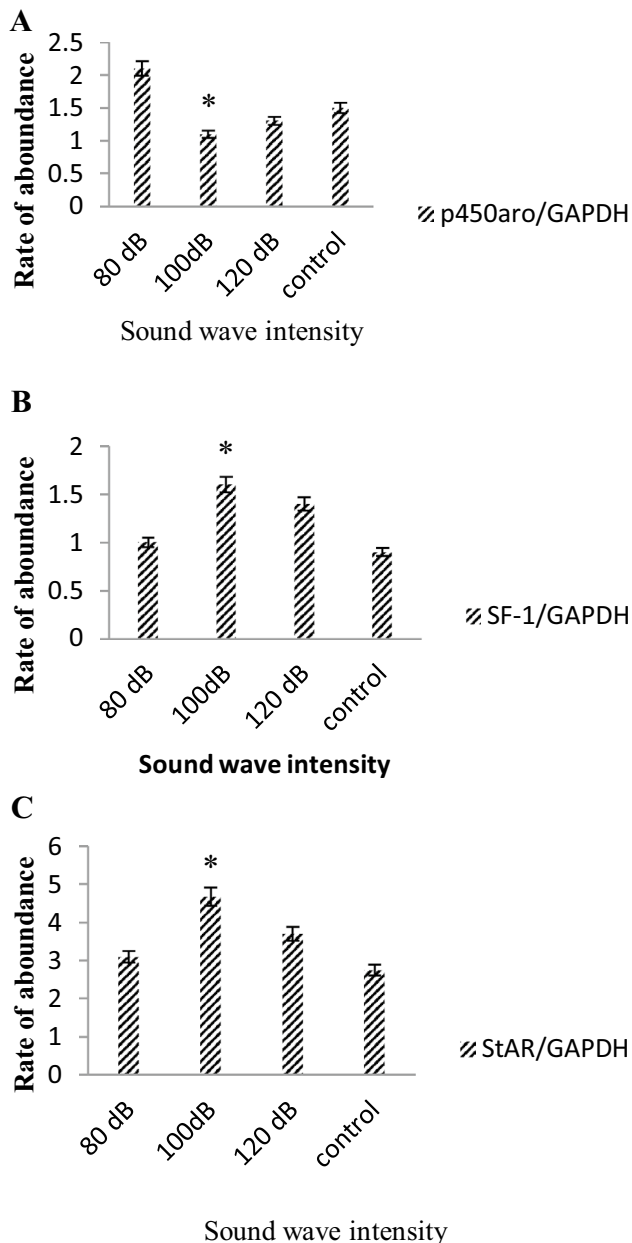 A
Rate of aboundance
2.5
2
1.5
1
0.5
0
*
80 dB
100dB
120 dB
control
p450aro/GAPDH
Sound wave intensity
B
Rate of aboundance
2
1.5
1
0.5
0
*
80 dB
100dB
120 dB
control
SF-1/GAPDH
Sound wave intensity
C
Rate of aboundance
6
5
4
3
2
1
0
*
80 dB
100dB
120 dB
control
StAR/GAPDH
Sound wave intensity